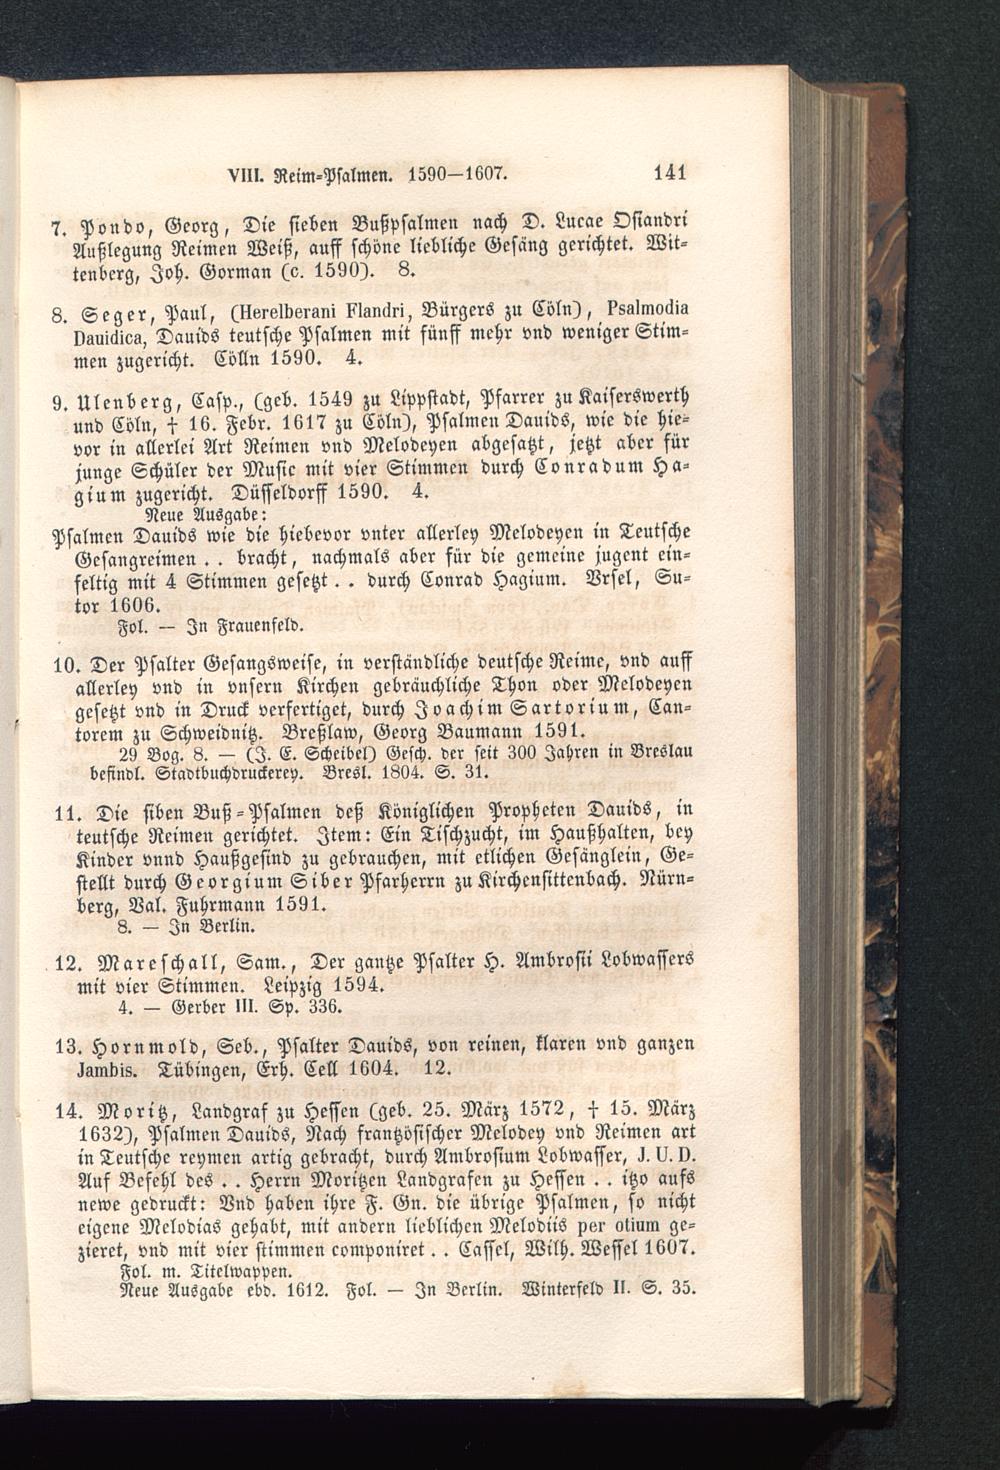 VIII. Reim-Psalmen. 1590—1607. 141
7. Pondo, Georg, Die sieben Bußpsalmen nach D. Lucae Osiandri
Außlegung Reimen Weiß, auff schöne liebliche Gesäng gerichtet. Wit-
tenberg, Joh. Gorman (c. 1590). 8.
8. Seger, Paul, (Herelberani Flandri, Bürgers zu Cöln), Psalmodia
Dauidica, Dauids teutsche Psalmen mit fünff mehr vnd weniger Stim-
men zugericht. Cölln 1590. 4.
9. Ulenberg, Casp., (geb. 1549 zu Lippstadt, Pfarrer zu Kaiserswerth
und Cöln, † 16. Febr. 1617 zu Cöln), Psalmen Dauids, wie die hie-
vor in allerlei Art Reimen vnd Melodeyen abgesatzt, jetzt aber für
junge Schüler der Music mit vier Stimmen durch Conradum Ha-
gium zugericht. Düsseldorff 1590. 4.
Neue Ausgabe:
Psalmen Dauids wie die hiebevor vnter allerley Melodeyen in Teutsche
Gesangreimen . . bracht, nachmals aber für die gemeine jugent ein-
feltig mit 4 Stimmen gesetzt . . durch Conrad Hagium. Vrsel, Su-
tor 1606.
Fol. — In Frauenfeld.
10. Der Psalter Gesangsweise, in verständliche deutsche Reime, vnd auff
allerley vnd in vnsern Kirchen gebräuchliche Thon oder Melodeyen
gesetzt vnd in Druck verfertiget, durch Joachim Sartorium, Can-
torem zu Schweidnitz. Breßlaw, Georg Baumann 1591.
29 Bog. 8. — (J. E. Scheibel) Gesch. der seit 300 Jahren in Breslau
befindl. Stadtbuchdruckerey. Bresl. 1804. S. 31.
11. Die siben Buß-Psalmen deß Königlichen Propheten Dauids, in
teutsche Reimen gerichtet. Item: Ein Tischzucht, im Haußhalten, bey
Kinder vnnd Haußgesind zu gebrauchen, mit etlichen Gesänglein, Ge-
stellt durch Georgium Siber Pfarherrn zu Kirchensittenbach. Nürn-
berg, Val. Fuhrmann 1591.
8. — In Berlin.
12. Mareschall, Sam., Der gantze Psalter H. Ambrosii Lobwassers
mit vier Stimmen. Leipzig 1594.
4. — Gerber III. Sp. 336.
13. Hornmold, Seb., Psalter Dauids, von reinen, klaren vnd ganzen
Jambis. Tübingen, Erh. Cell 1604. 12.
14. Moritz, Landgraf zu Hessen (geb. 25. März 1572, † 15. März
1632), Psalmen Dauids, Nach frantzösischer Melodey vnd Reimen art
in Teutsche reymen artig gebracht, durch Ambrosium Lobwasser, J. U. D.
Auf Befehl des . . Herrn Moritzen Landgrafen zu Hessen . . itzo aufs
newe gedruckt: Vnd haben ihre F. Gn. die übrige Psalmen, so nicht
eigene Melodias gehabt, mit andern lieblichen Melodiis per otium ge-
zieret, vnd mit vier stimmen componiret . . Cassel, Wilh. Wessel 1607.
Fol. m. Titelwappen.
Neue Ausgabe ebd. 1612. Fol. — In Berlin. Winterfeld II. S. 35.